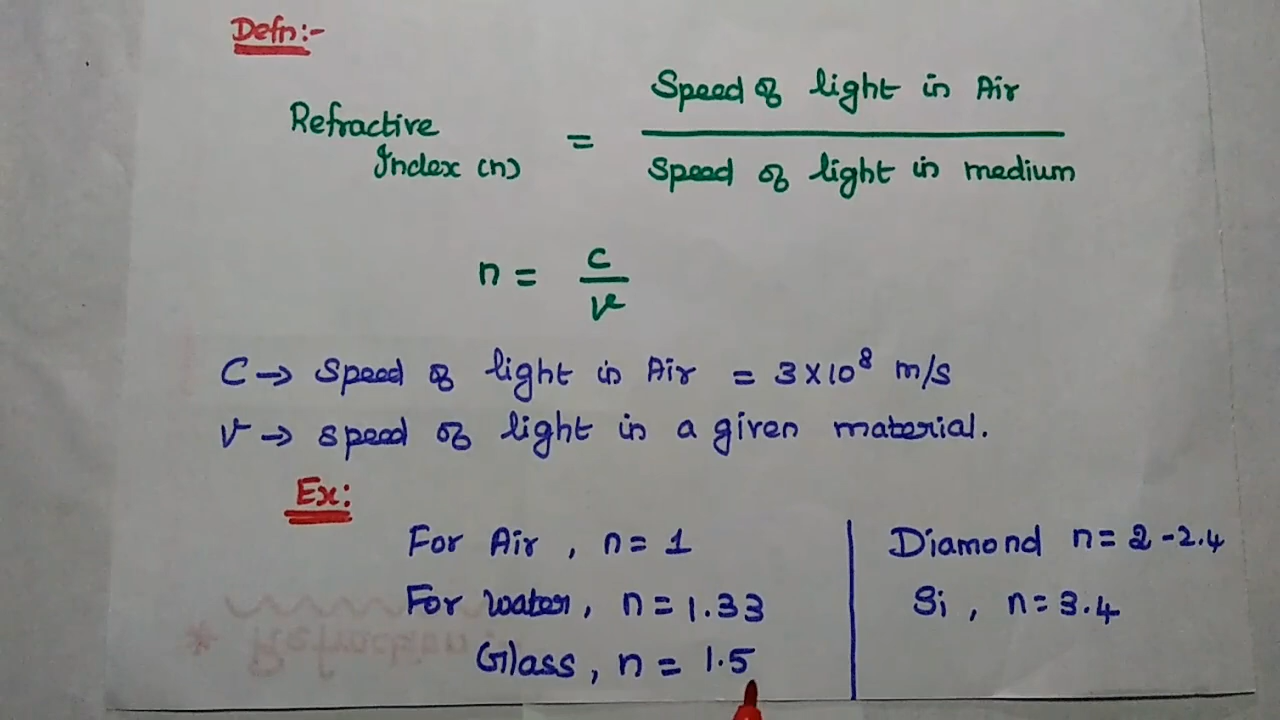 Defn:-
Speed of light in Air
Refractive Index (n) = 
Speed of light in medium
n = c/v
C → Speed of light in Air = 3×10⁸ m/s
V → speed of light in a given material.
Ex:
For Air, n = 1
For water, n = 1.33
Glass, n = 1.5
Diamond n = 2-2.4
Si, n = 3.4
* Refraction